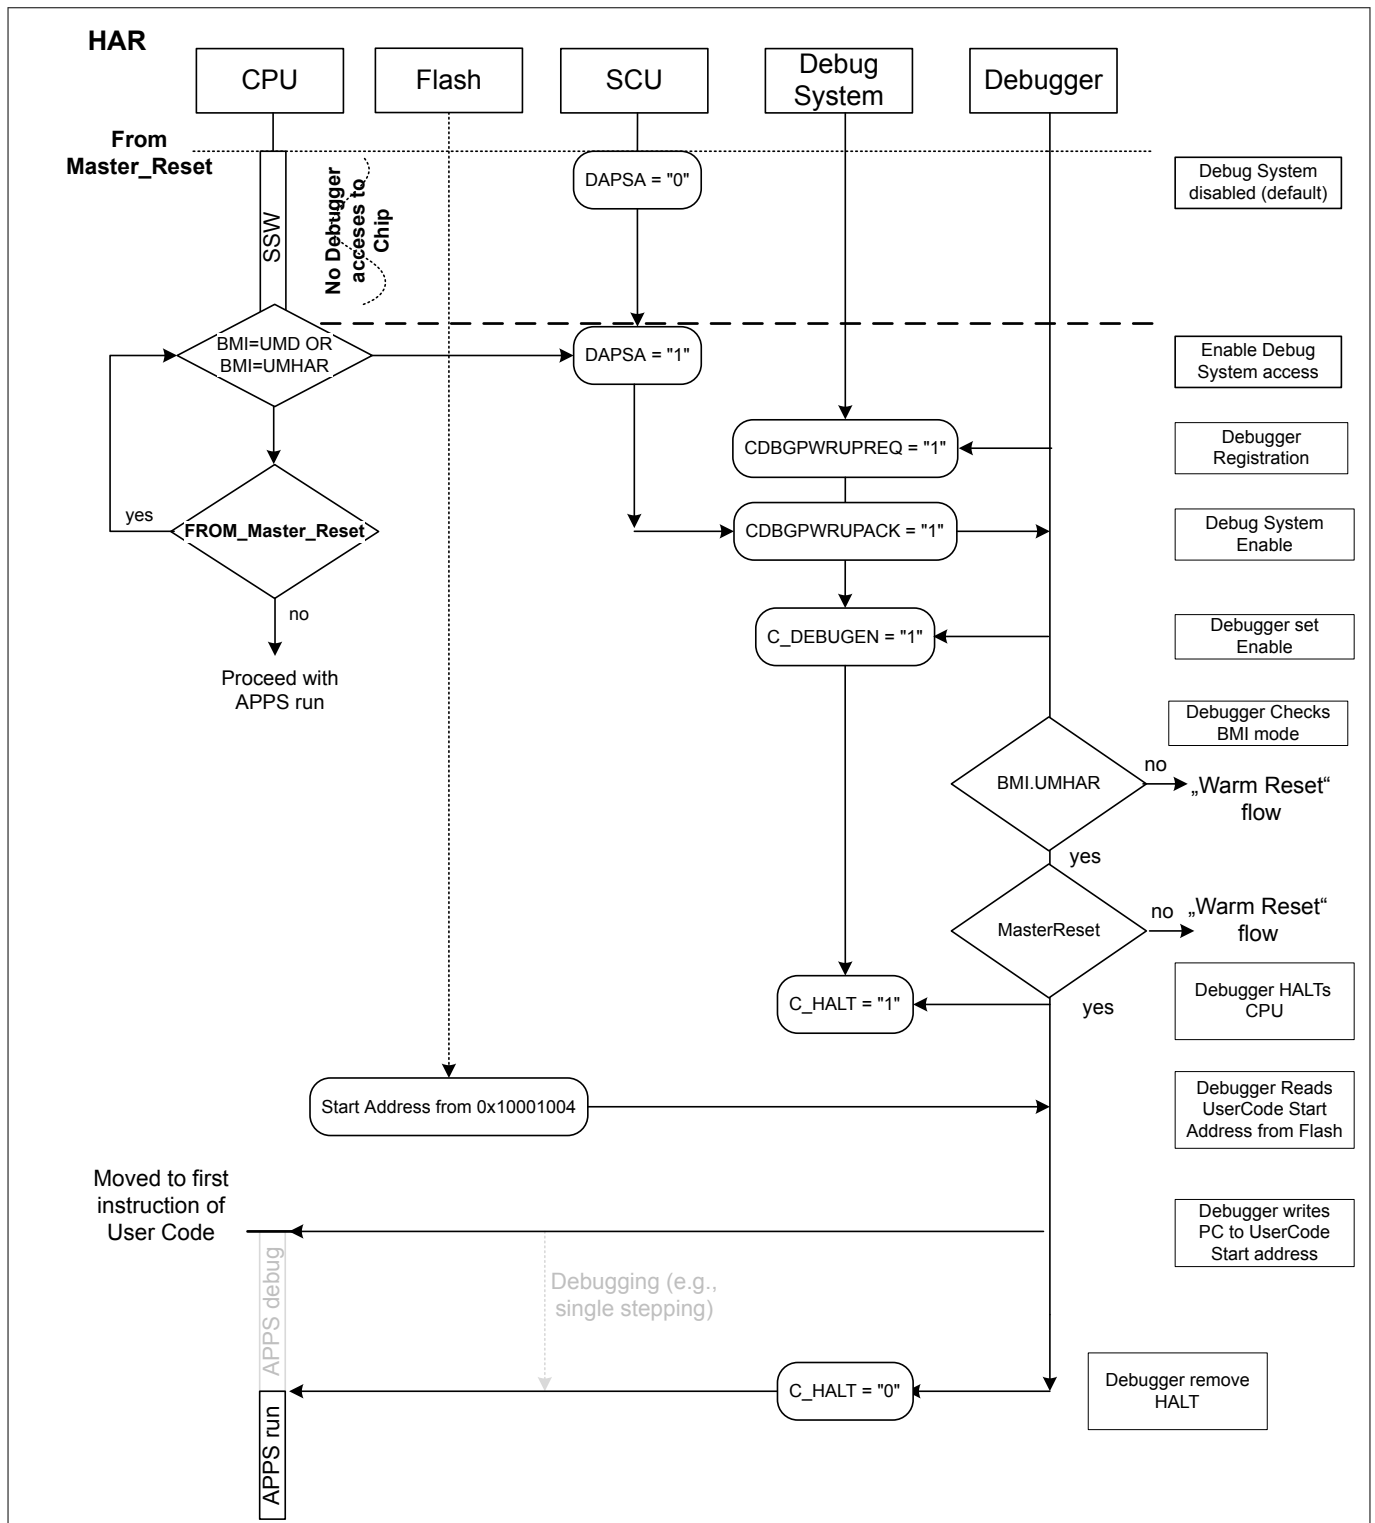 HAR
CPU
Flash
SCU
Debug
System
Debugger
From
Master_Reset
SSW
No Debugger
acceses to
Chip
DAPSA = "0"
Debug System
disabled (default)
BMI=UMD OR
BMI=UMHAR
DAPSA = "1"
Enable Debug
System access
CDBGPWRUPREQ = "1"
Debugger
Registration
yes
FROM_Master_Reset
CDBGPWRUPACK = "1"
Debug System
Enable
no
C_DEBUGEN = "1"
Debugger set
Enable
Proceed with
APPS run
Debugger Checks
BMI mode
BMI.UMHAR
no
„Warm Reset“
flow
yes
MasterReset
no
„Warm Reset“
flow
C_HALT = "1"
yes
Debugger HALTs
CPU
Start Address from 0x10001004
Debugger Reads
UserCode Start
Address from Flash
Moved to first
instruction of
User Code
Debugger writes
PC to UserCode
Start address
APPS debug
Debugging (e.g.,
single stepping)
C_HALT = "0"
Debugger remove
HALT
APPS run